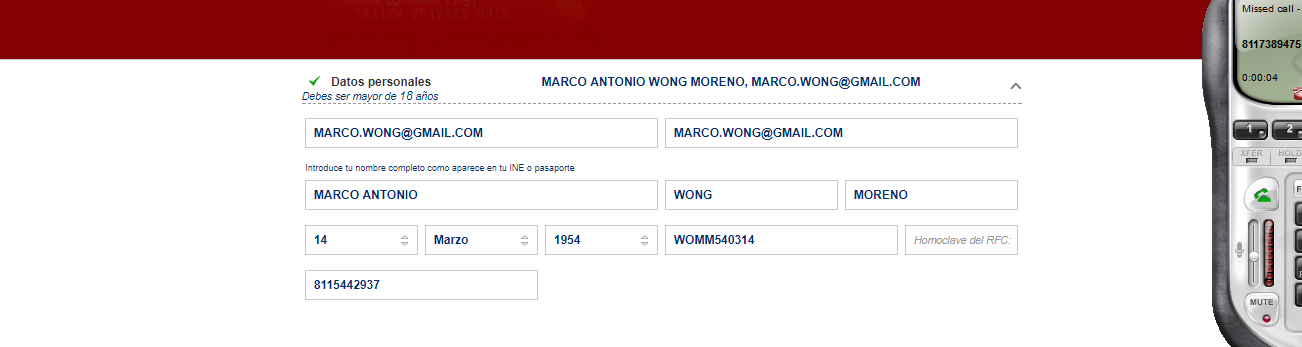 Missed call -
8117389475
0:00:04
Datos personales
MARCO ANTONIO WONG MORENO, MARCO.WONG@GMAIL.COM
Debes ser mayor de 18 años
MARCO.WONG@GMAIL.COM MARCO.WONG@GMAIL.COM
Introduce tu nombre completo como aparece en tu INE o pasaporte
MARCO ANTONIO WONG MORENO
14 Marzo 1954 WOMM540314 Homoclave del RFC:
8115442937
1 2
XFER HOLD
F
MUTE